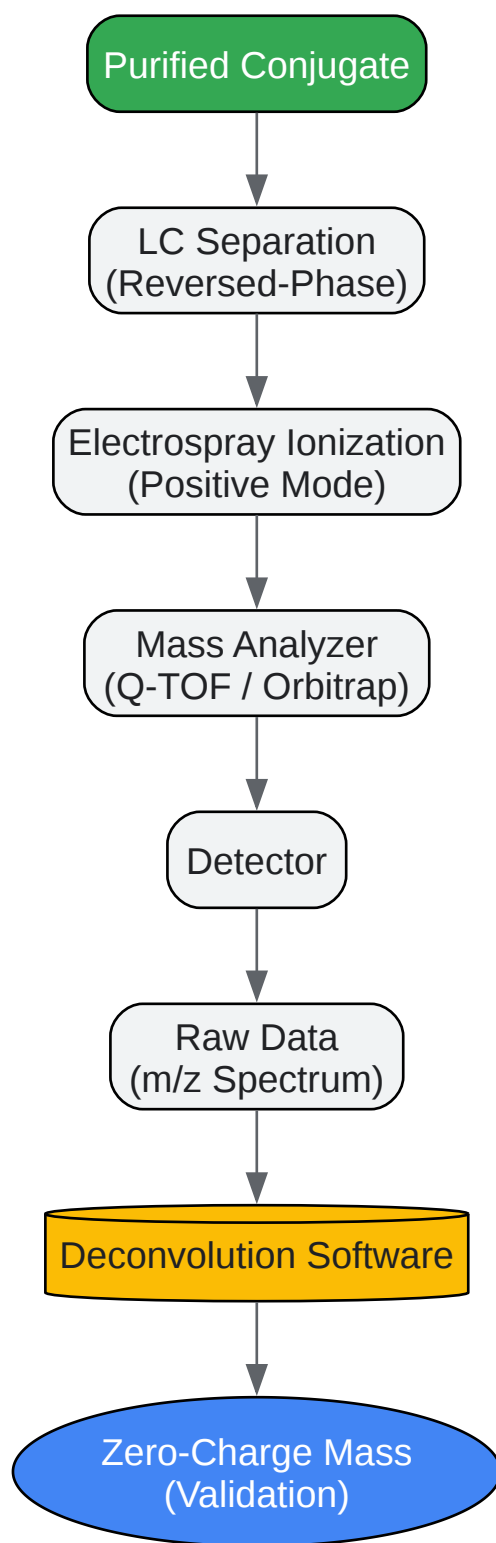 Purified Conjugate
LC Separation
(Reversed-Phase)
Electrospray Ionization
(Positive Mode)
Mass Analyzer
(Q-TOF / Orbitrap)
Detector
Raw Data
(m/z Spectrum)
Deconvolution Software
Zero-Charge Mass
(Validation)